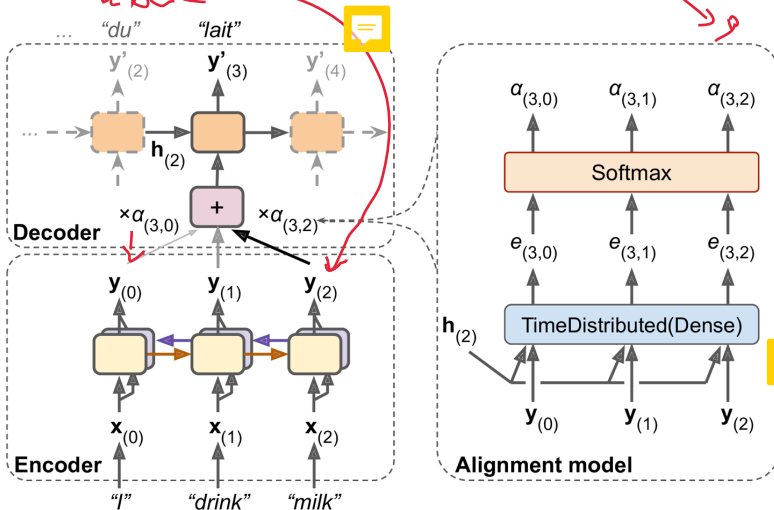 ... "du" "lait"
y'(2) y'(3) y'(4)
...
h(2)
+
×α(3,0) ×α(3,2)
Decoder
y(0) y(1) y(2)
x(0) x(1) x(2)
Encoder
"I" "drink" "milk"
α(3,0) α(3,1) α(3,2)
Softmax
e(3,0) e(3,1) e(3,2)
TimeDistributed(Dense)
h(2)
y(0) y(1) y(2)
Alignment model